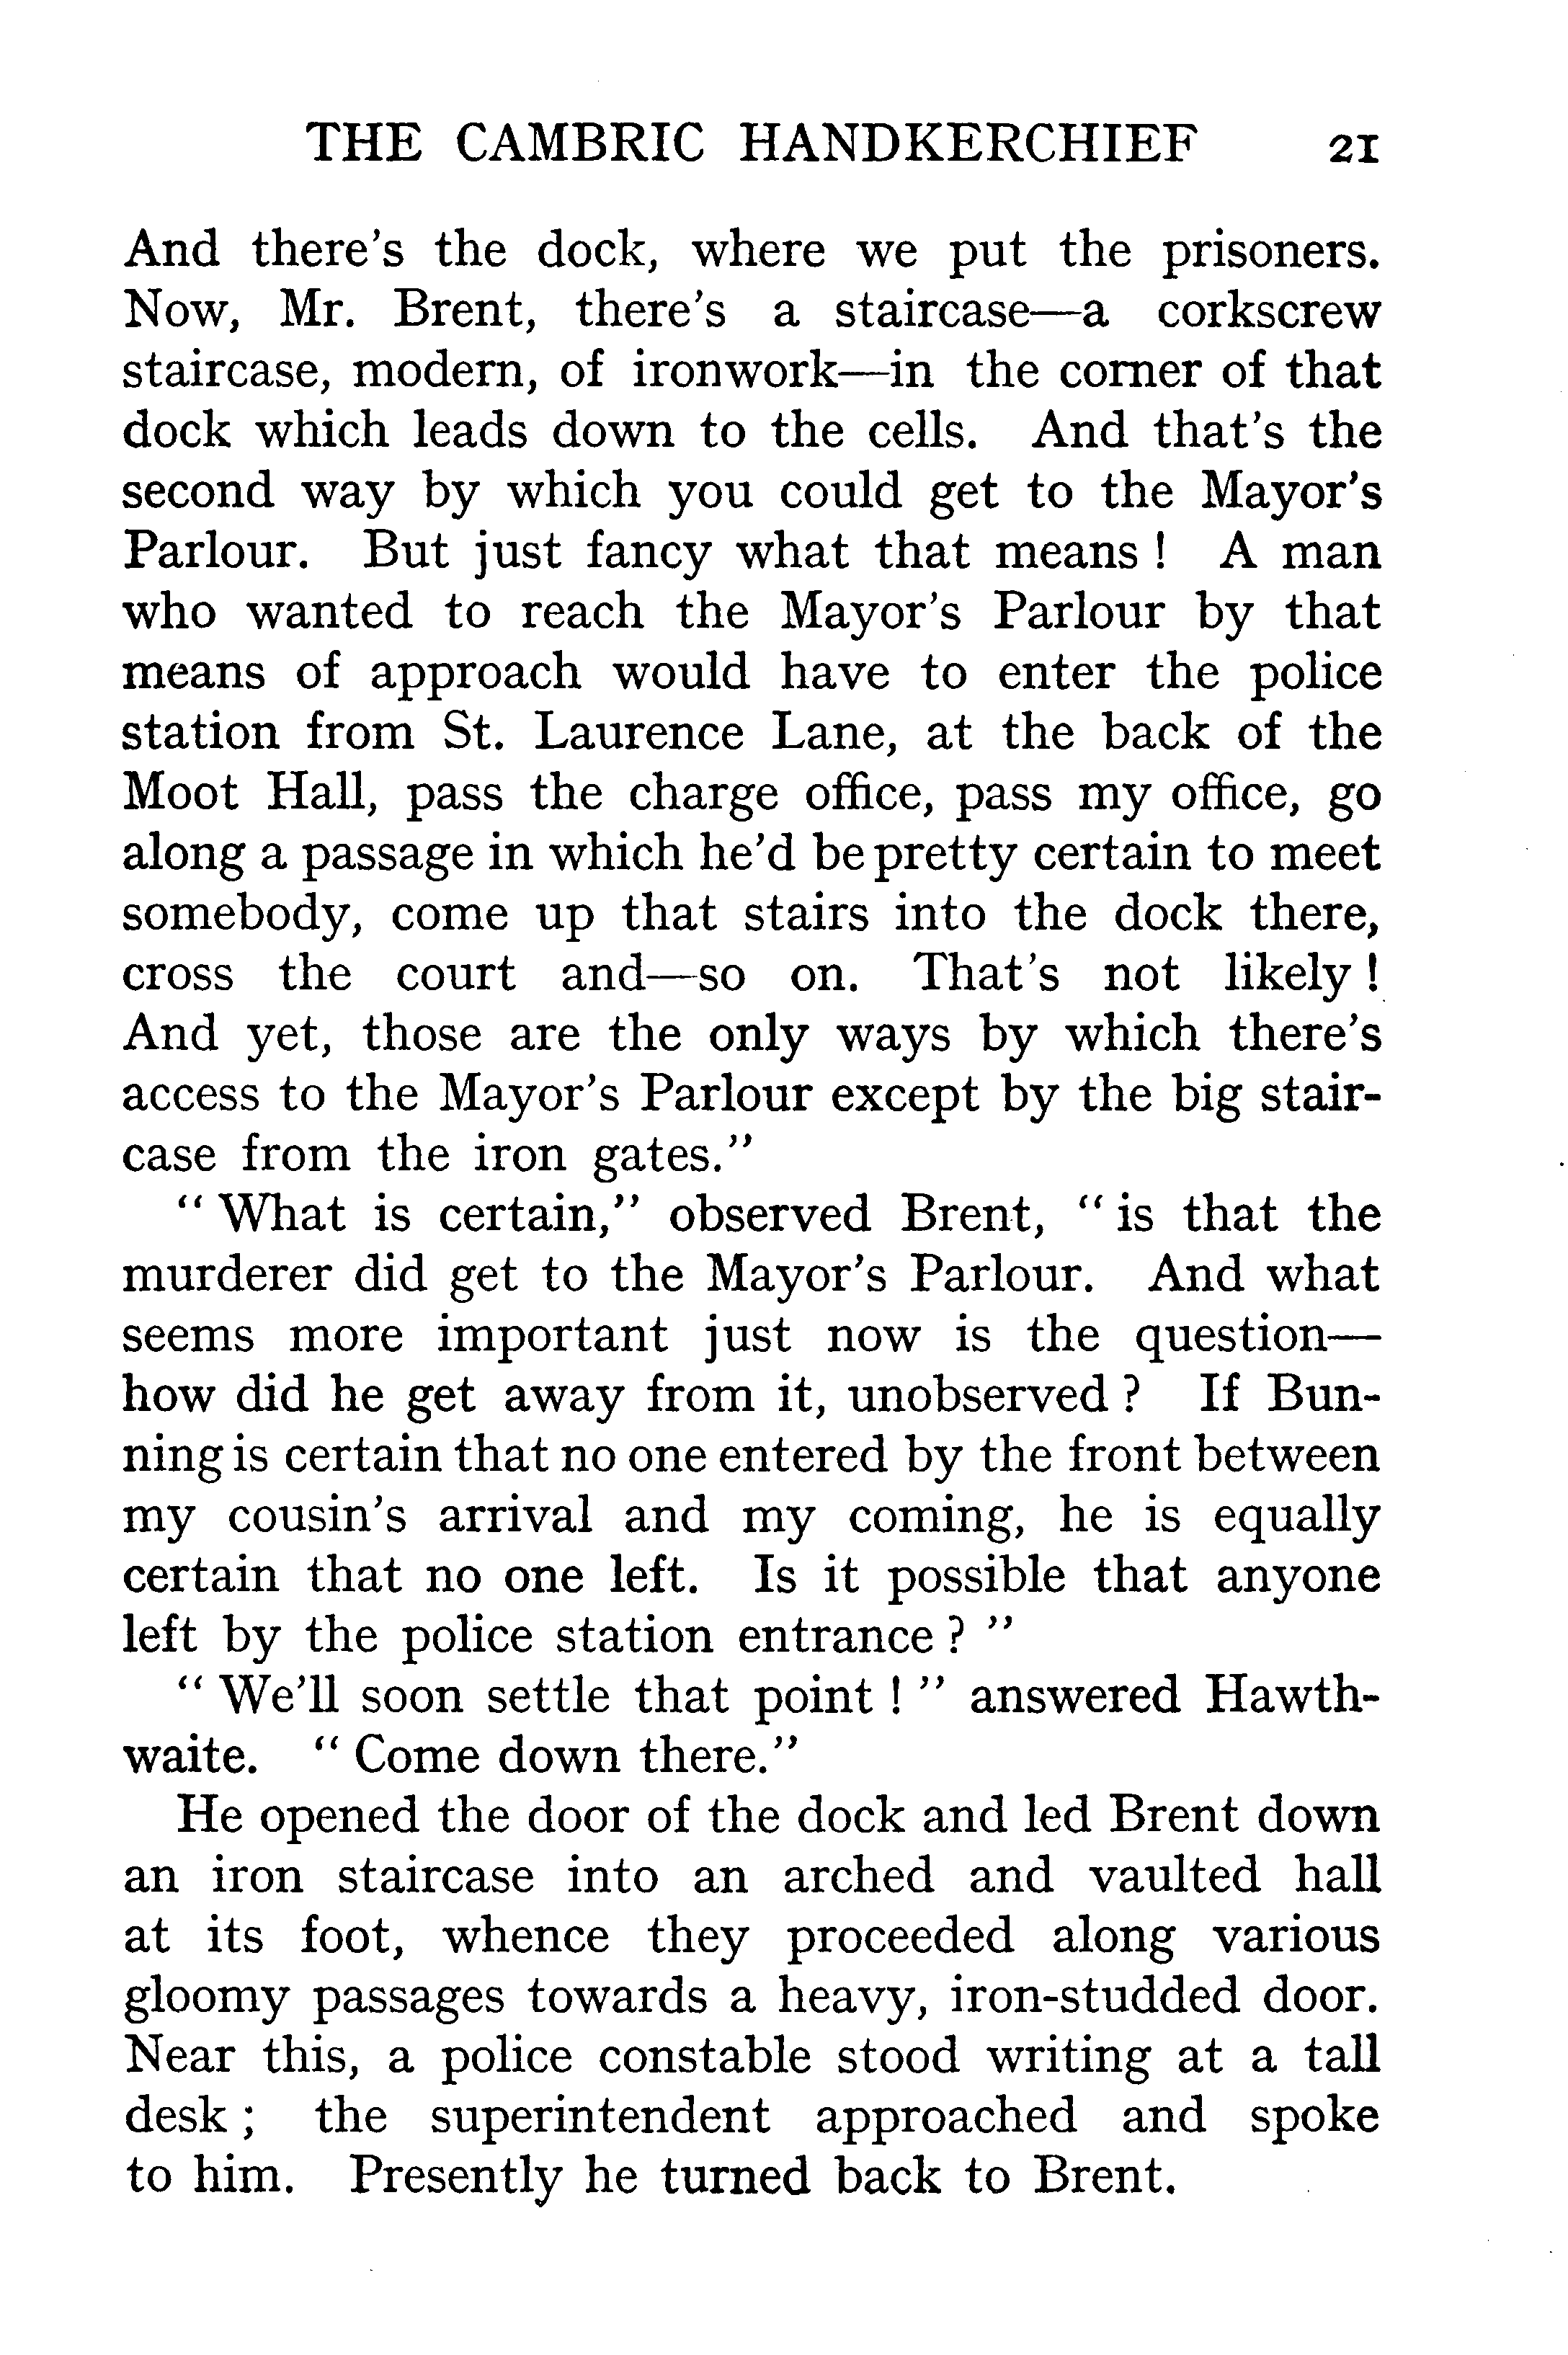 THE CAMBRIC HANDKERCHIEF 21
And there's the dock, where we put the prisoners.
Now, Mr. Brent, there's a staircase—a corkscrew
staircase, modern, of ironwork—in the corner of that
dock which leads down to the cells. And that's the
second way by which you could get to the Mayor's
Parlour. But just fancy what that means ! A man
who wanted to reach the Mayor's Parlour by that
means of approach would have to enter the police
station from St. Laurence Lane, at the back of the
Moot Hall, pass the charge office, pass my office, go
along a passage in which he'd be pretty certain to meet
somebody, come up that stairs into the dock there,
cross the court and—so on. That's not likely !
And yet, those are the only ways by which there's
access to the Mayor's Parlour except by the big stair-
case from the iron gates."
" What is certain," observed Brent, " is that the
murderer did get to the Mayor's Parlour. And what
seems more important just now is the question—
how did he get away from it, unobserved ? If Bun-
ning is certain that no one entered by the front between
my cousin's arrival and my coming, he is equally
certain that no one left. Is it possible that anyone
left by the police station entrance ? "
" We'll soon settle that point ! " answered Hawth-
waite. " Come down there."
He opened the door of the dock and led Brent down
an iron staircase into an arched and vaulted hall
at its foot, whence they proceeded along various
gloomy passages towards a heavy, iron-studded door.
Near this, a police constable stood writing at a tall
desk ; the superintendent approached and spoke
to him. Presently he turned back to Brent.